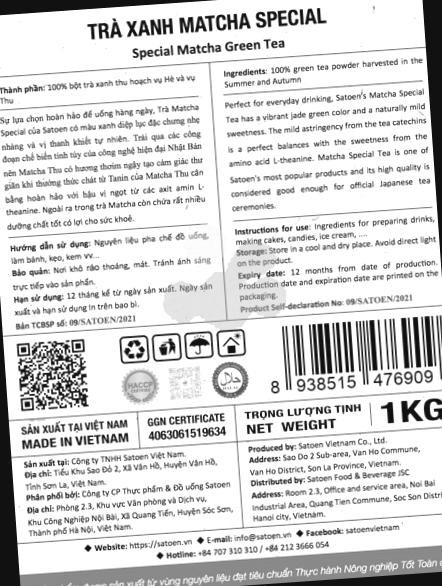 TRÀ XANH MATCHA SPECIAL
Special Matcha Green Tea
Thành phần: 100% bột trà xanh thu hoạch vụ Hè và vụ
Thu
Sự lựa chọn hoàn hảo để uống hàng ngày, Trà Matcha
Special của Satoen có màu xanh diệp lục đặc chưng nhẹ
nhàng và vị thanh khiết tự nhiên. Trải qua các công
đoạn chế biến tinh túy của công nghệ hiện đại Nhật Bản
nên Matcha Thu có hương thơm ngày tạo cảm giác thư
giãn khi thưởng thức chát từ Tanin của Matcha Thu cân
bằng hoàn hảo với hậu vị ngọt từ các axit amin L-
theanine. Ngoài ra trong trà Matcha còn chứa rất nhiều
dưỡng chất tốt có lợi cho sức khoẻ.
Hướng dẫn sử dụng: Nguyên liệu pha chế đồ uống,
làm bánh, kẹo, kem vv...
Bảo quản: Nơi khô ráo thoáng, mát. Tránh ánh sáng
trực tiếp vào sản phẩn.
Hạn sử dụng: 12 tháng kể từ ngày sản xuất. Ngày sản
xuất và hạn sử dụng in trên bao bì.
Bản TCBSP số: 09/SATOEN/2021
Ingredients: 100% green tea powder harvested in the
Summer and Autumn
Perfect for everyday drinking, Satoen's Matcha Special
Tea has a vibrant jade green color and a naturally mild
sweetness. The mild astringency from the tea catechins
is a perfect balances with the sweetness from the
amino acid L-theanine. Matcha Special Tea is one of
Satoen's most popular products and its high quality is
considered good enough for official Japanese tea
ceremonies.
Instructions for use: Ingredients for preparing drinks,
making cakes, candies, ice cream, ....
Storage: Store in a cool and dry place. Avoid direct light
on the product.
Expiry date: 12 months from date of production.
Production date and expiration date are printed on the
packaging.
Product Self-declaration No: 09/SATOEN/2021
HACCP
HALAL
8 938515 476909
SẢN XUẤT TẠI VIỆT NAM
MADE IN VIETNAM
GGN CERTIFICATE
4063061519634
TRỌNG LƯỢNG TỊNH
NET WEIGHT
1KG
Sản xuất tại: Công ty TNHH Satoen Việt Nam.
Địa chỉ: Tiểu Khu Sao Đỏ 2, Xã Vân Hồ, Huyện Vân Hồ,
Tỉnh Sơn La, Việt Nam.
Phân phối bởi: Công ty CP Thực phẩm & Đồ uống Satoen
Địa chỉ: Phòng 2.3, Khu vực Văn phòng và Dịch vụ,
Khu Công Nghiệp Nội Bài, Xã Quang Tiến, Huyện Sóc Sơn,
Thành phố Hà Nội, Việt Nam.
Produced by: Satoen Vietnam Co., Ltd.
Address: Sao Do 2 Sub-area, Van Ho Commune,
Van Ho District, Son La Province, Vietnam.
Distributed by: Satoen Food & Beverage JSC
Address: Room 2.3, Office and service area, Noi Bai
Industrial Area, Quang Tien Commune, Soc Son District
Hanoi city, Vietnam.
◆ Website: https://satoen.vn ◆ E-mail: info@satoen.vn ◆ Facebook: satoenvietnam
◆ Hotline: +84 707 310 310 / +84 212 3666 054
được sản xuất từ vùng nguyên liệu đạt tiêu chuẩn Thực hành Nông nghiệp Tốt Toàn